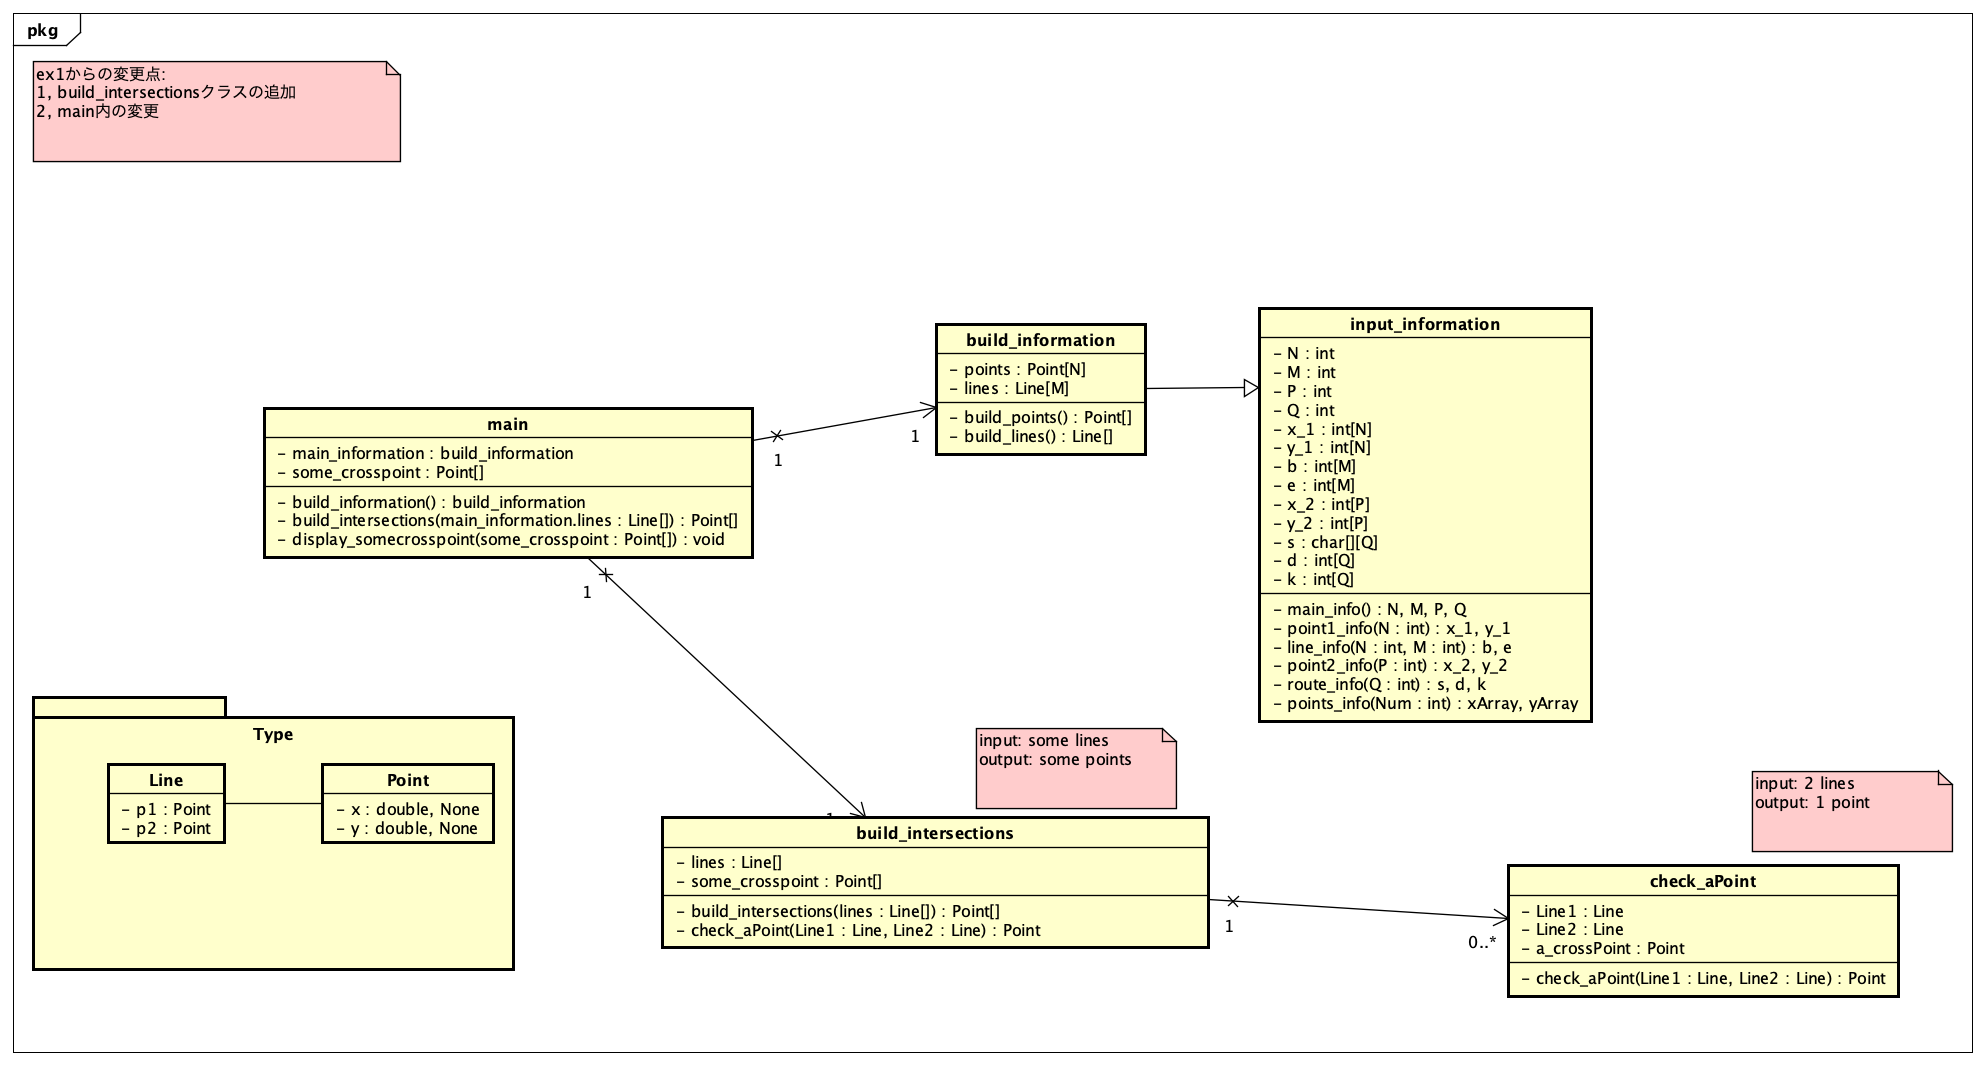 pkg
ex1からの変更点:
1, build_intersectionsクラスの追加
2, main内の変更
input_information
- N : int
- M : int
- P : int
- Q : int
- x_1 : int[N]
- y_1 : int[N]
- b : int[M]
- e : int[M]
- x_2 : int[P]
- y_2 : int[P]
- s : char[][Q]
- d : int[Q]
- k : int[Q]
- main_info() : N, M, P, Q
- point1_info(N : int) : x_1, y_1
- line_info(N : int, M : int) : b, e
- point2_info(P : int) : x_2, y_2
- route_info(Q : int) : s, d, k
- points_info(Num : int) : xArray, yArray
build_information
- points : Point[N]
- lines : Line[M]
- build_points() : Point[]
- build_lines() : Line[]
main
- main_information : build_information
- some_crosspoint : Point[]
- build_information() : build_information
- build_intersections(main_information.lines : Line[]) : Point[]
- display_somecrosspoint(some_crosspoint : Point[]) : void
1
1
1
Type
Line
- p1 : Point
- p2 : Point
Point
- x : double, None
- y : double, None
input: some lines
output: some points
build_intersections
- lines : Line[]
- some_crosspoint : Point[]
- build_intersections(lines : Line[]) : Point[]
- check_aPoint(Line1 : Line, Line2 : Line) : Point
1
0..*
input: 2 lines
output: 1 point
check_aPoint
- Line1 : Line
- Line2 : Line
- a_crossPoint : Point
- check_aPoint(Line1 : Line, Line2 : Line) : Point